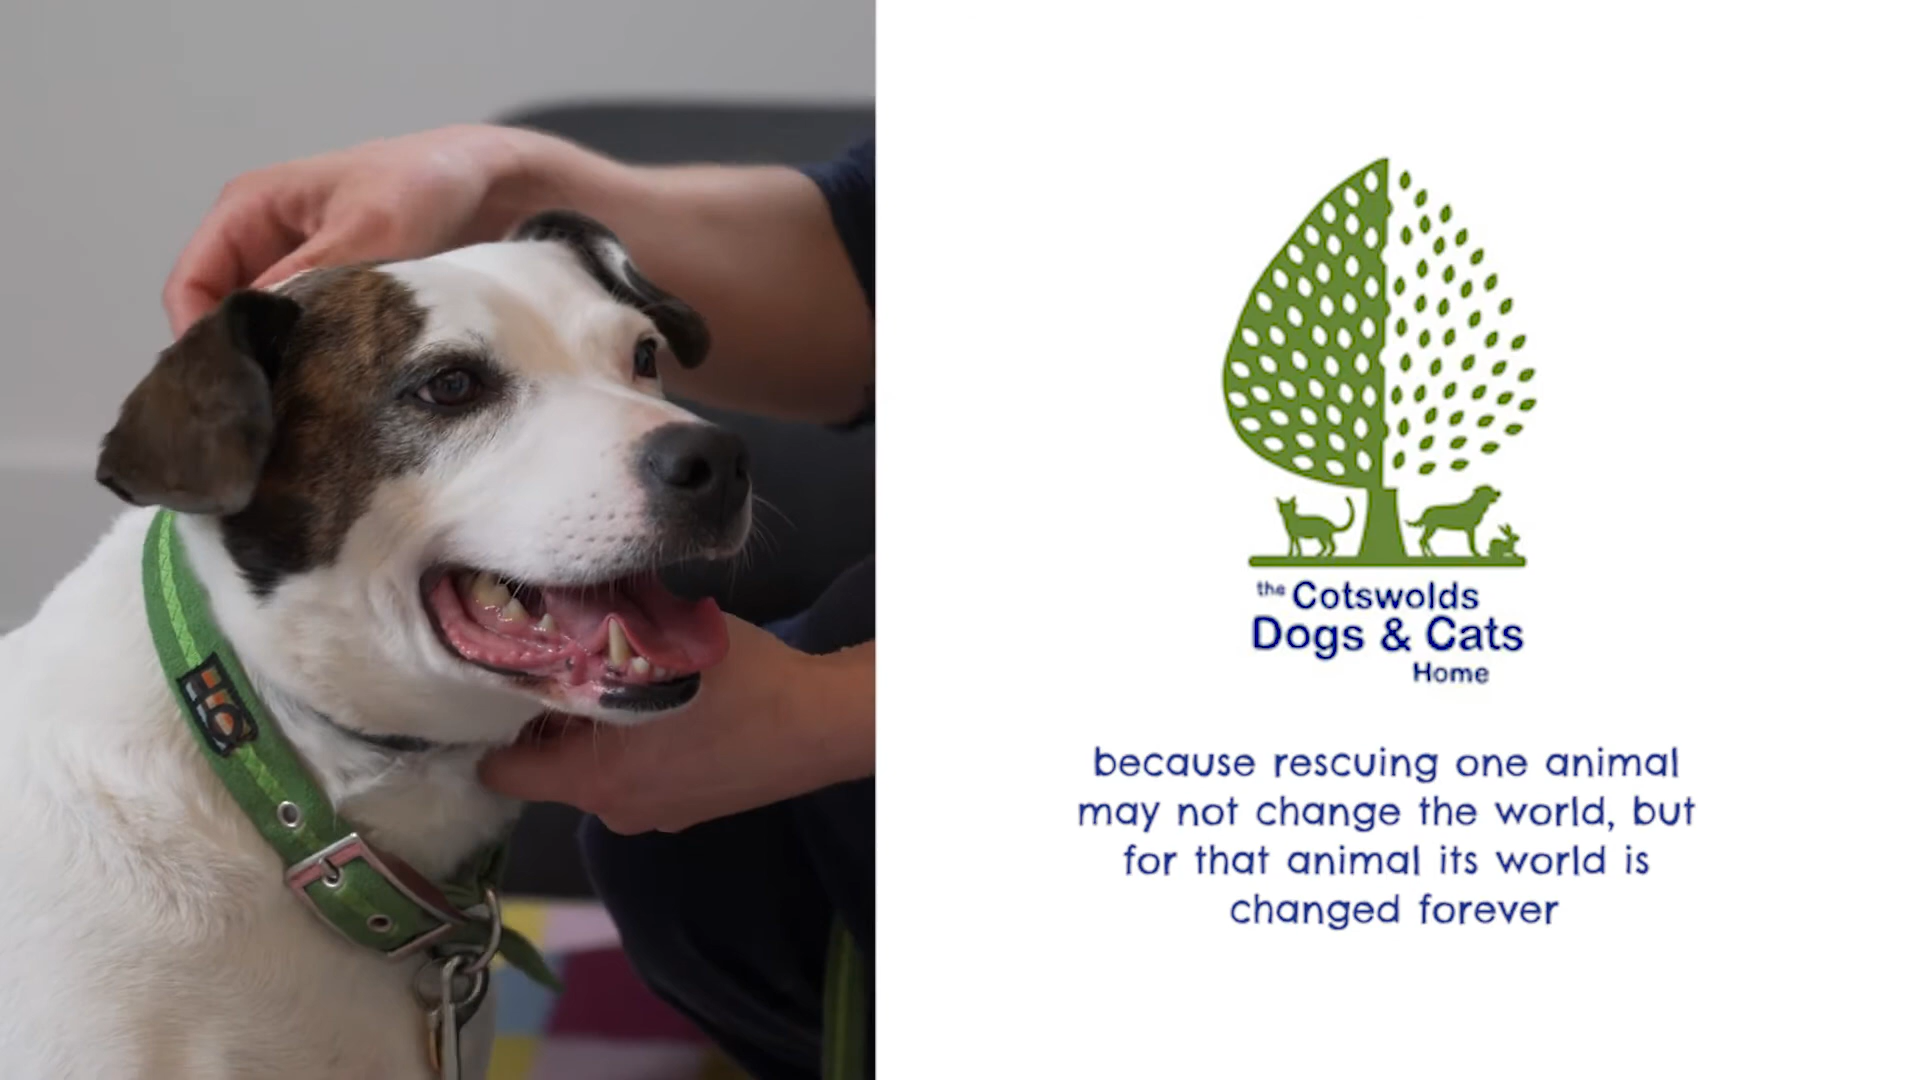 the Cotswolds
Dogs & Cats
Home
because rescuing one animal
may not change the world, but
for that animal its world is
changed forever